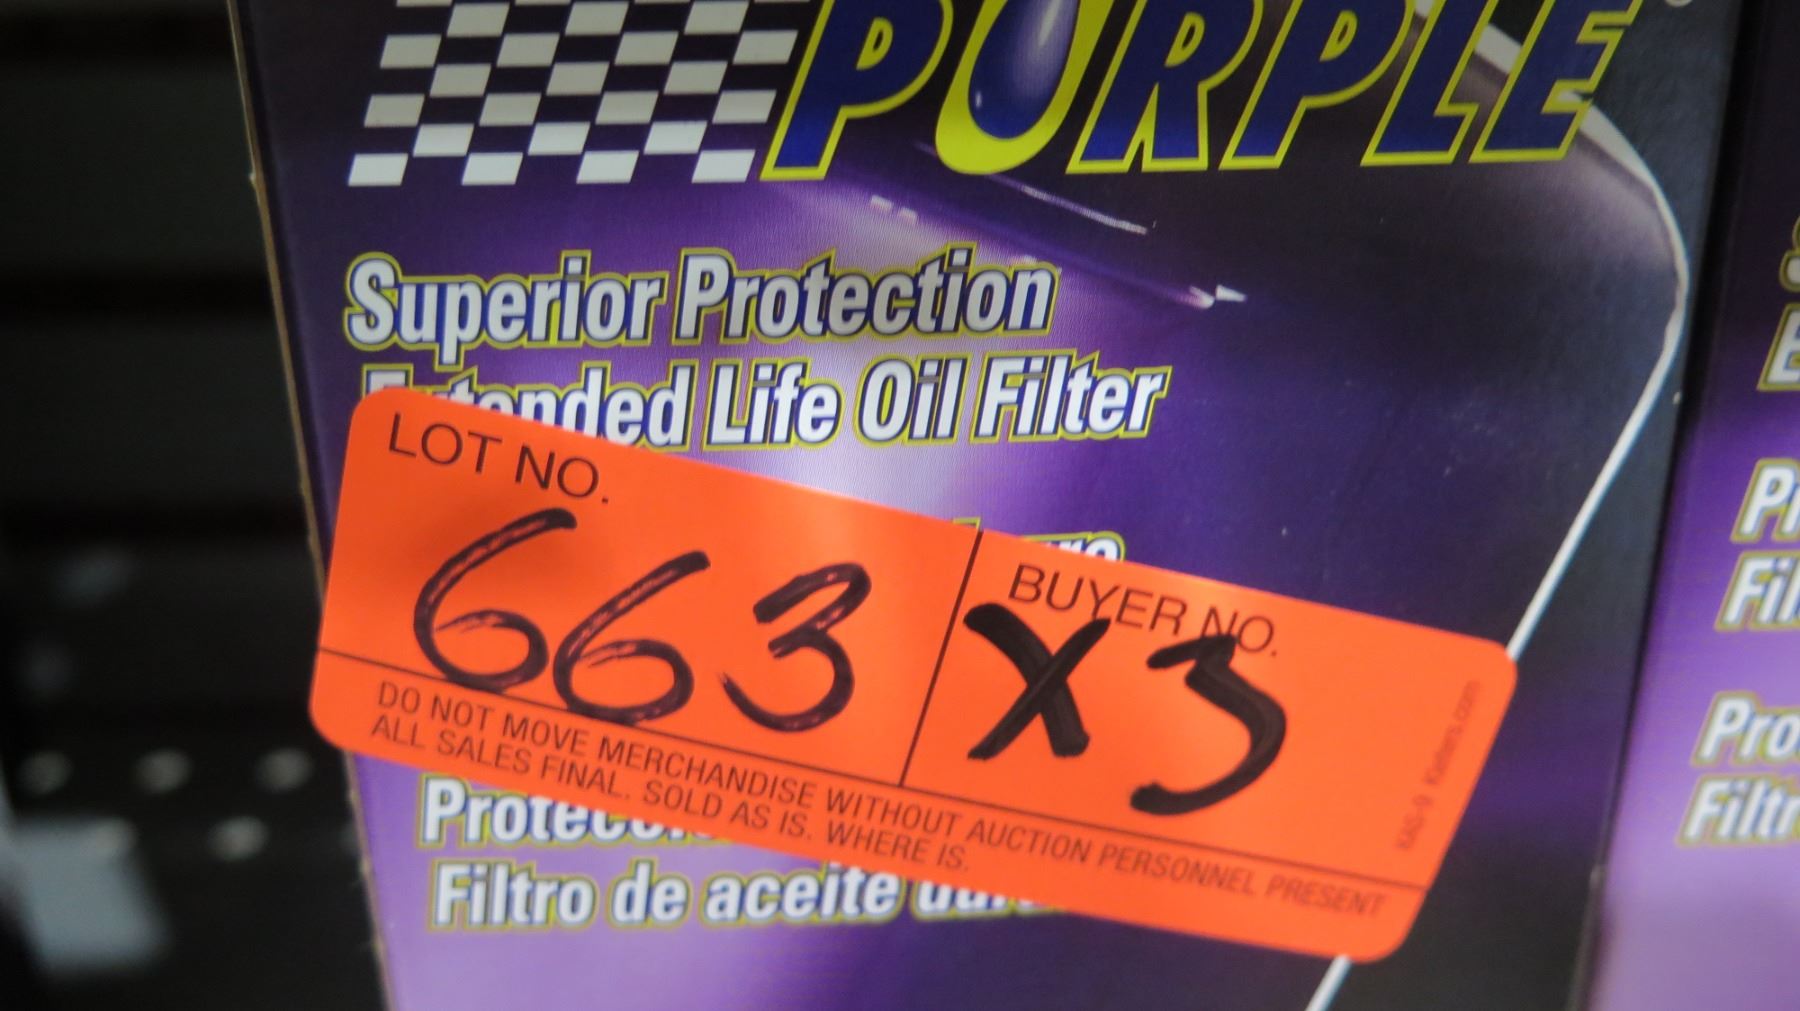 PURPLE
Superior Protection
Life Oil Filter
LOT NO.
663
BUYER NO.
X3
DO NOT MOVE MERCHANDISE WITHOUT AUCTION PERSONNEL PRESENT
ALL SALES FINAL. SOLD AS IS. WHERE IS.
Filtro de aceite